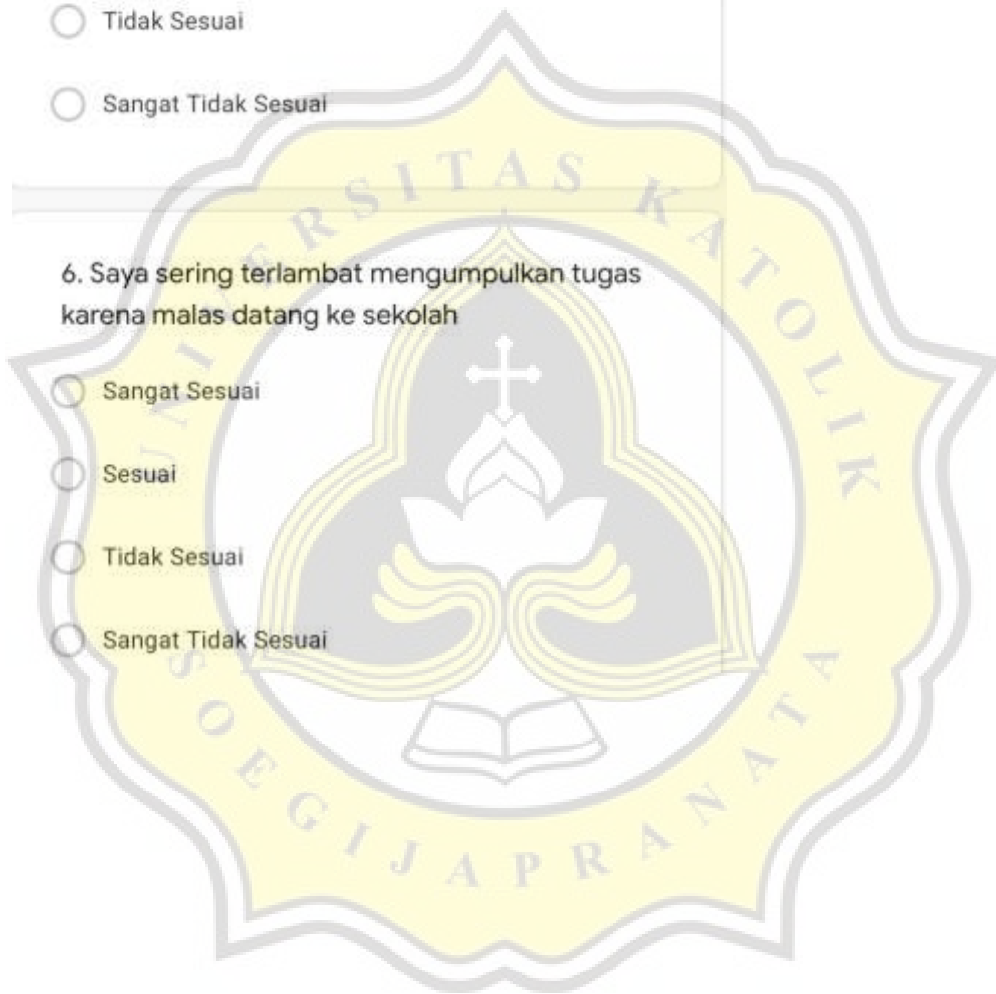 Tidak Sesuai
Sangat Tidak Sesuai
UNIVERSITAS KATOLIK
6. Saya sering terlambat mengumpulkan tugas
karena malas datang ke sekolah
Sangat Sesuai
Sesuai
Tidak Sesuai
Sangat Tidak Sesuai
SOEGIJAPRANATA